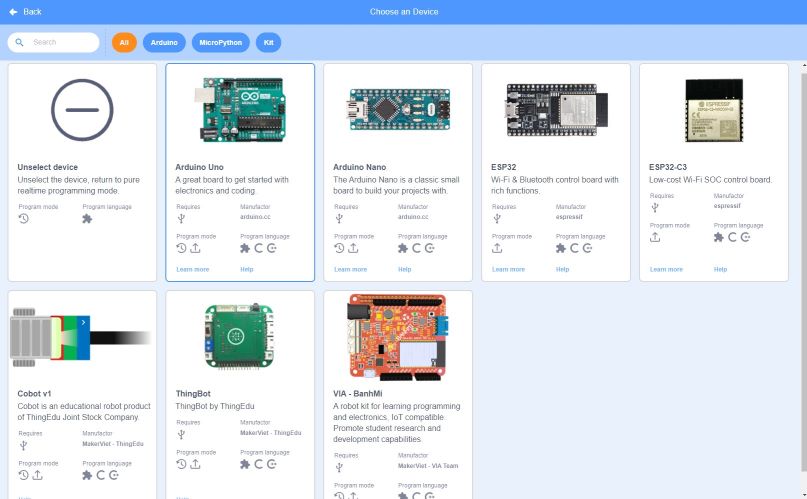 Back
Choose an Device
Search
All
Arduino
MicroPython
Kit
Unselect device
Unselect the device, return to pure
realtime programming mode.
Program mode
Program language
Arduino Uno
A great board to get started with
electronics and coding.
Requires
Manufactor
arduino.cc
Program mode
Program language
Learn more
Help
Arduino Nano
The Arduino Nano is a classic small
board to build your projects with.
Requires
Manufactor
arduino.cc
Program mode
Program language
Learn more
Help
ESP32
Wi-Fi & Bluetooth control board with
rich functions.
Requires
Manufactor
espressif
Program mode
Program language
Learn more
Help
ESPRESSIF
ESP32-C3
Low-cost Wi-Fi SOC control board.
Requires
Manufactor
espressif
Program mode
Program language
Learn more
Help
Cobot v1
Cobot is an educational robot product
of ThingEdu Joint Stock Company.
Requires
Manufactor
MakerViet - ThingEdu
Program mode
Program language
ThingBot
ThingBot by ThingEdu
Requires
Manufactor
MakerViet - ThingEdu
Program mode
Program language
VIA - BanhMi
A robot kit for learning programming
and electronics, IoT compatible.
Promote student research and
development capabilities.
Requires
Manufactor
MakerViet - VIA Team
Program mode
Program language